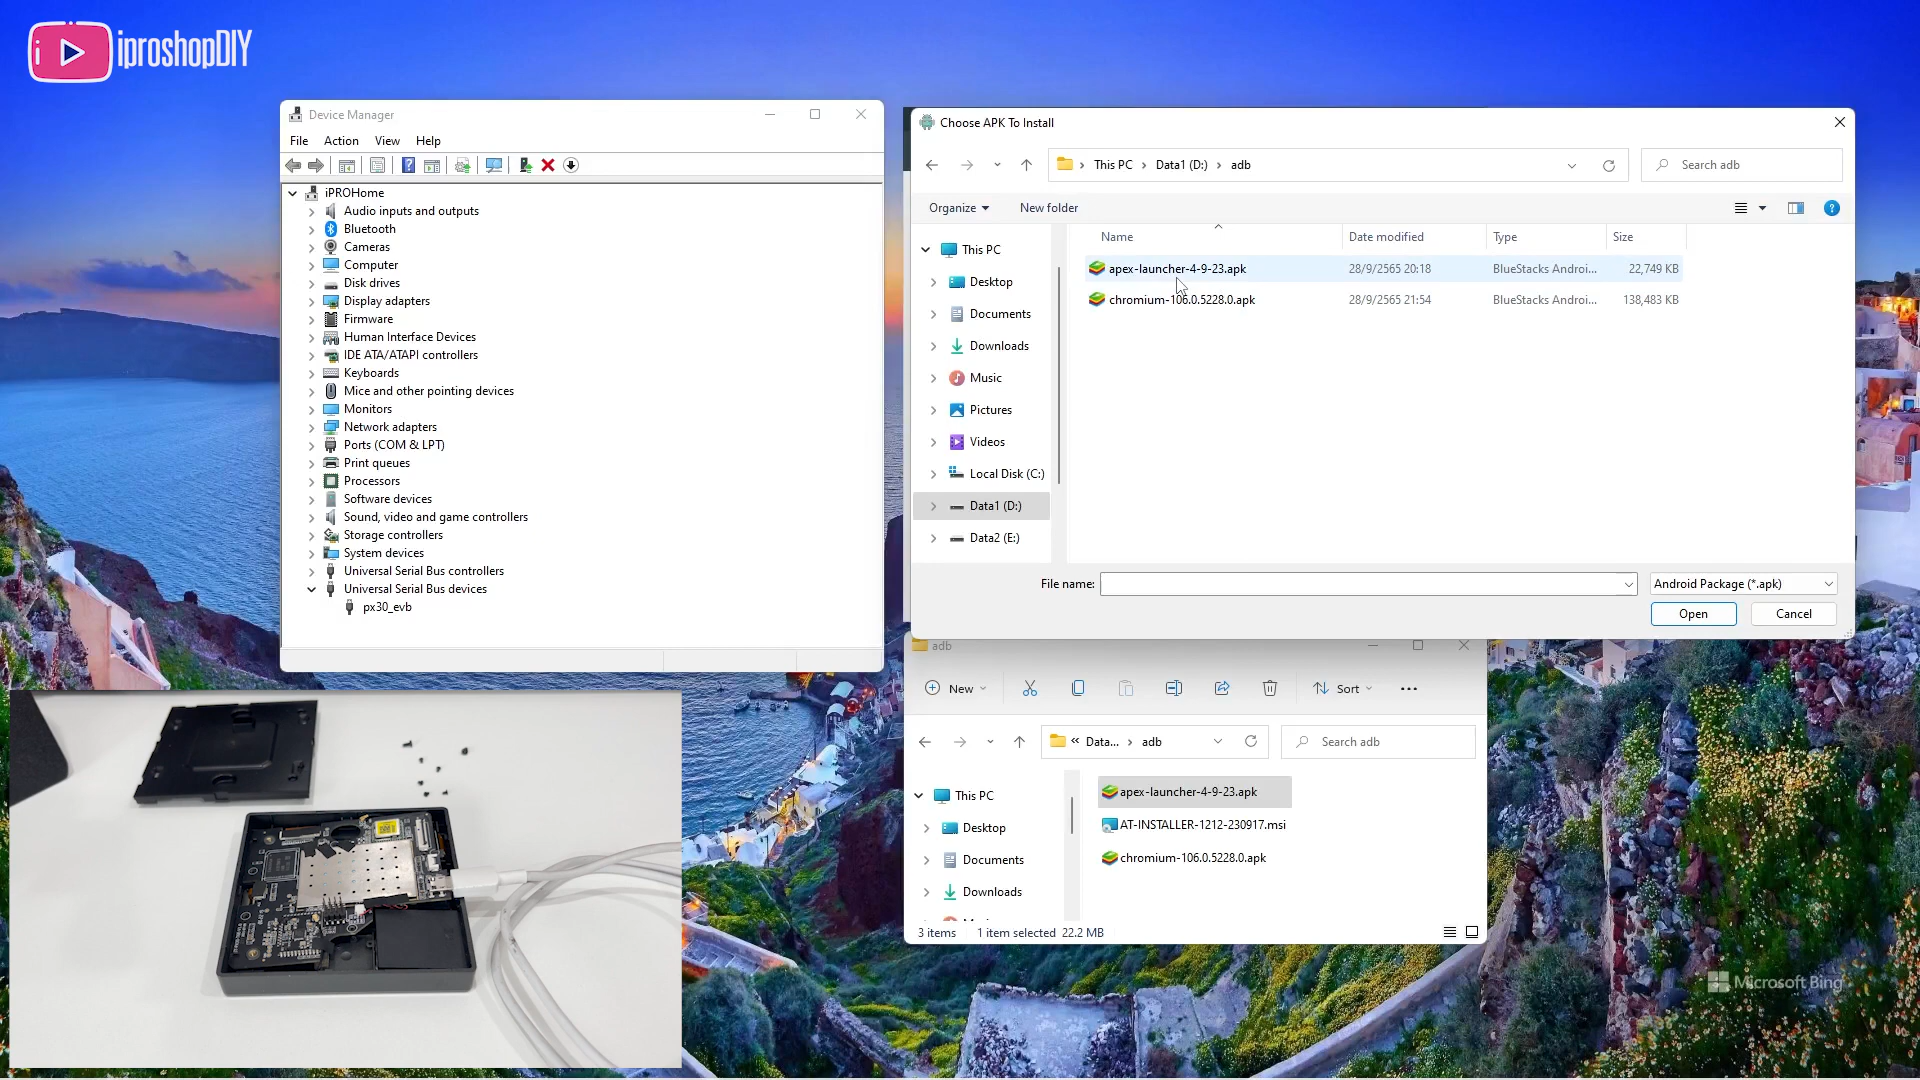 i
iproshopDIY
Device Manager
File Action View Help
iPROHome
Audio inputs and outputs
Bluetooth
Cameras
Computer
Disk drives
Display adapters
Firmware
Human Interface Devices
IDE ATA/ATAPI controllers
Keyboards
Mice and other pointing devices
Monitors
Network adapters
Ports (COM & LPT)
Print queues
Processors
Software devices
Sound, video and game controllers
Storage controllers
System devices
Universal Serial Bus controllers
Universal Serial Bus devices
px30_evb
Choose APK To Install
This PC Data1 (D:) adb
Search adb
Organize New folder
Name Date modified Type Size
apex-launcher-4-9-23.apk 28/9/2565 20:18 BlueStacks Androi... 22,749 KB
chromium-106.0.5228.0.apk 28/9/2565 21:54 BlueStacks Androi... 138,483 KB
This PC
Desktop
Documents
Downloads
Music
Pictures
Videos
Local Disk (C:)
Data1 (D:)
Data2 (E:)
File name: Android Package (*.apk)
Open Cancel
adb
New Sort
« Data... adb
Search adb
This PC
Desktop
Documents
Downloads
apex-launcher-4-9-23.apk
AT-INSTALLER-1212-230917.msi
chromium-106.0.5228.0.apk
3 items 1 item selected 22.2 MB
Microsoft Bing